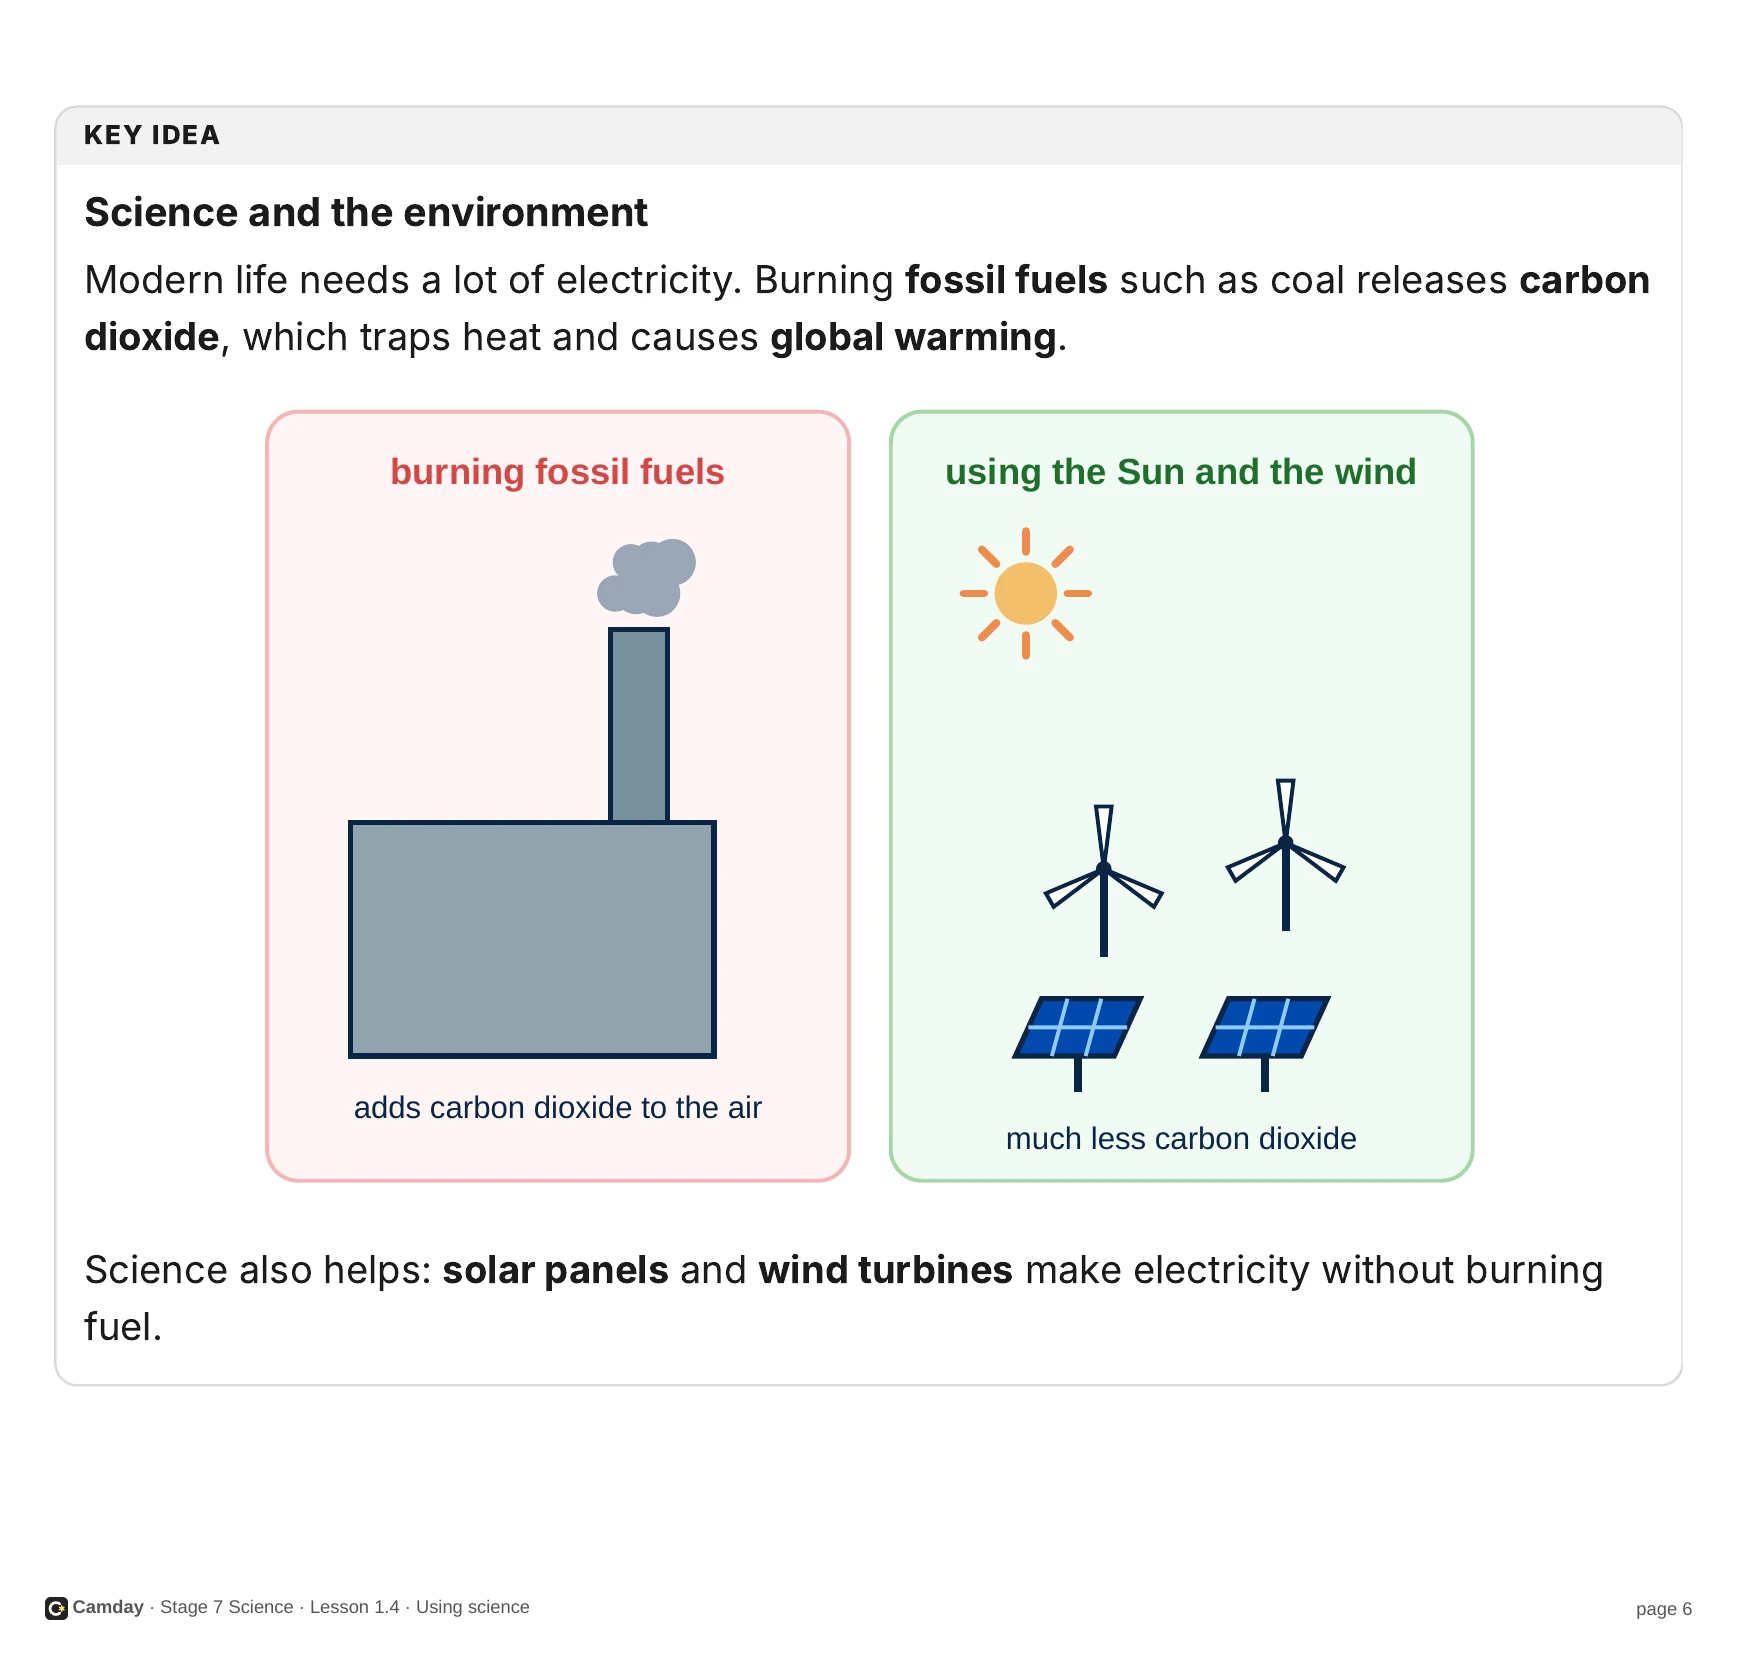 KEY IDEA
Science and the environment
Modern life needs a lot of electricity. Burning fossil fuels such as coal releases carbon
dioxide, which traps heat and causes global warming.
burning fossil fuels
adds carbon dioxide to the air
using the Sun and the wind
much less carbon dioxide
Science also helps: solar panels and wind turbines make electricity without burning
fuel.
Camday · Stage 7 Science · Lesson 1.4 · Using science
page 6